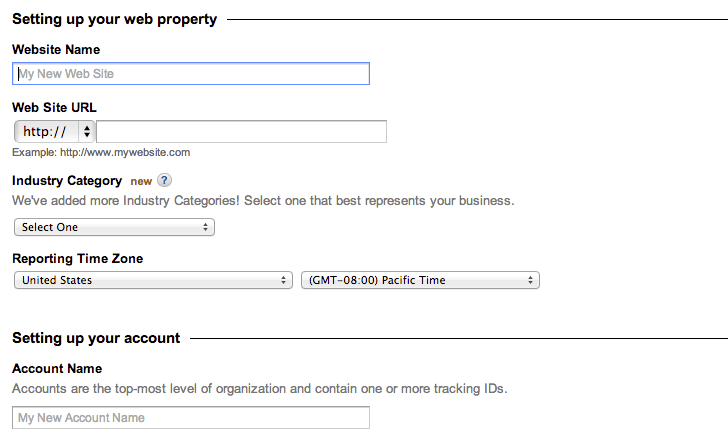 Setting up your web property
Website Name
My New Web Site
Web Site URL
http://
Example: http://www.mywebsite.com
Industry Category new ?
We've added more Industry Categories! Select one that best represents your business.
Select One
Reporting Time Zone
United States (GMT-08:00) Pacific Time
Setting up your account
Account Name
Accounts are the top-most level of organization and contain one or more tracking IDs.
My New Account Name